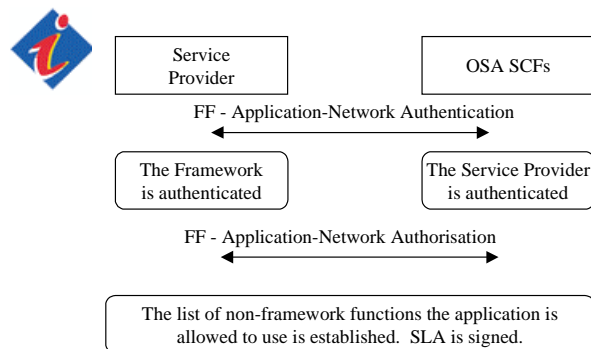 i
Service
Provider
OSA SCFs
FF - Application-Network Authentication
The Framework
is authenticated
The Service Provider
is authenticated
FF - Application-Network Authorisation
The list of non-framework functions the application is
allowed to use is established. SLA is signed.